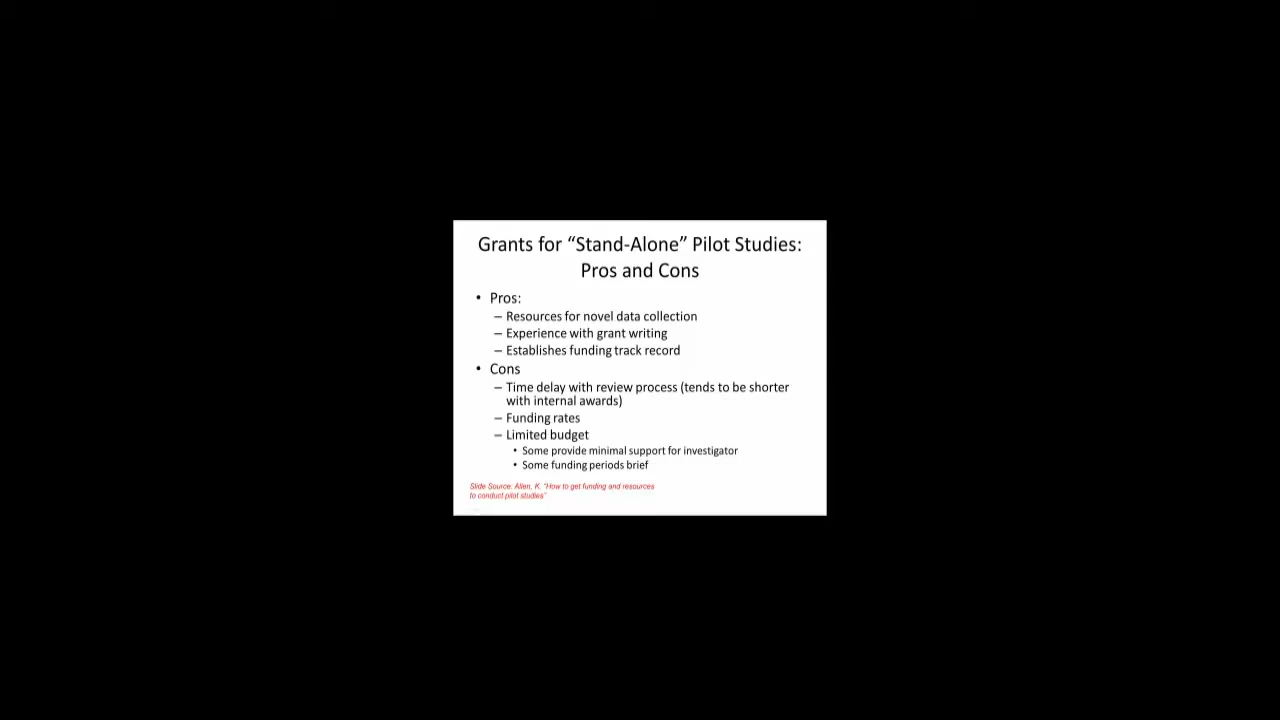 Grants for “Stand-Alone” Pilot Studies:
Pros and Cons
• Pros:
– Resources for novel data collection
– Experience with grant writing
– Establishes funding track record
• Cons
– Time delay with review process (tends to be shorter
with internal awards)
– Funding rates
– Limited budget
• Some provide minimal support for investigator
• Some funding periods brief
Slide Source: Allen, K. “How to get funding and resources
to conduct pilot studies”